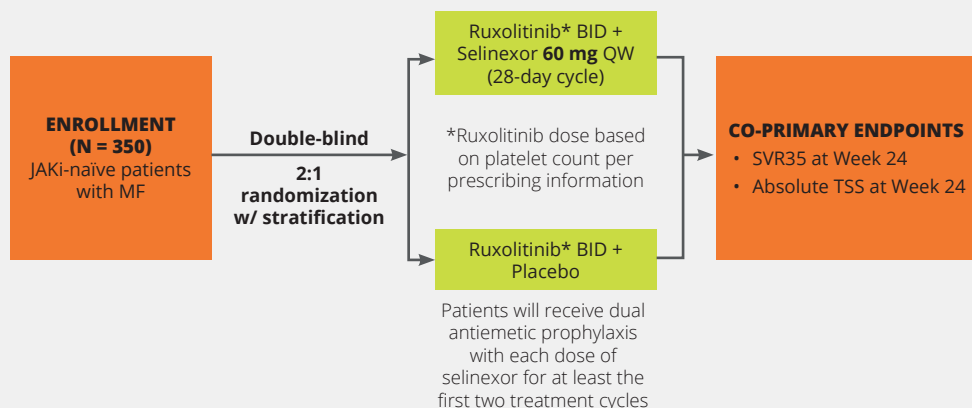 ENROLLMENT
(N = 350)
JAKi-naïve patients
with MF
Double-blind
2:1
randomization
w/ stratification
Ruxolitinib* BID +
Selinexor 60 mg QW
(28-day cycle)
*Ruxolitinib dose based
on platelet count per
prescribing information
Ruxolitinib* BID +
Placebo
Patients will receive dual
antiemetic prophylaxis
with each dose of
selinexor for at least the
first two treatment cycles
CO-PRIMARY ENDPOINTS
• SVR35 at Week 24
• Absolute TSS at Week 24